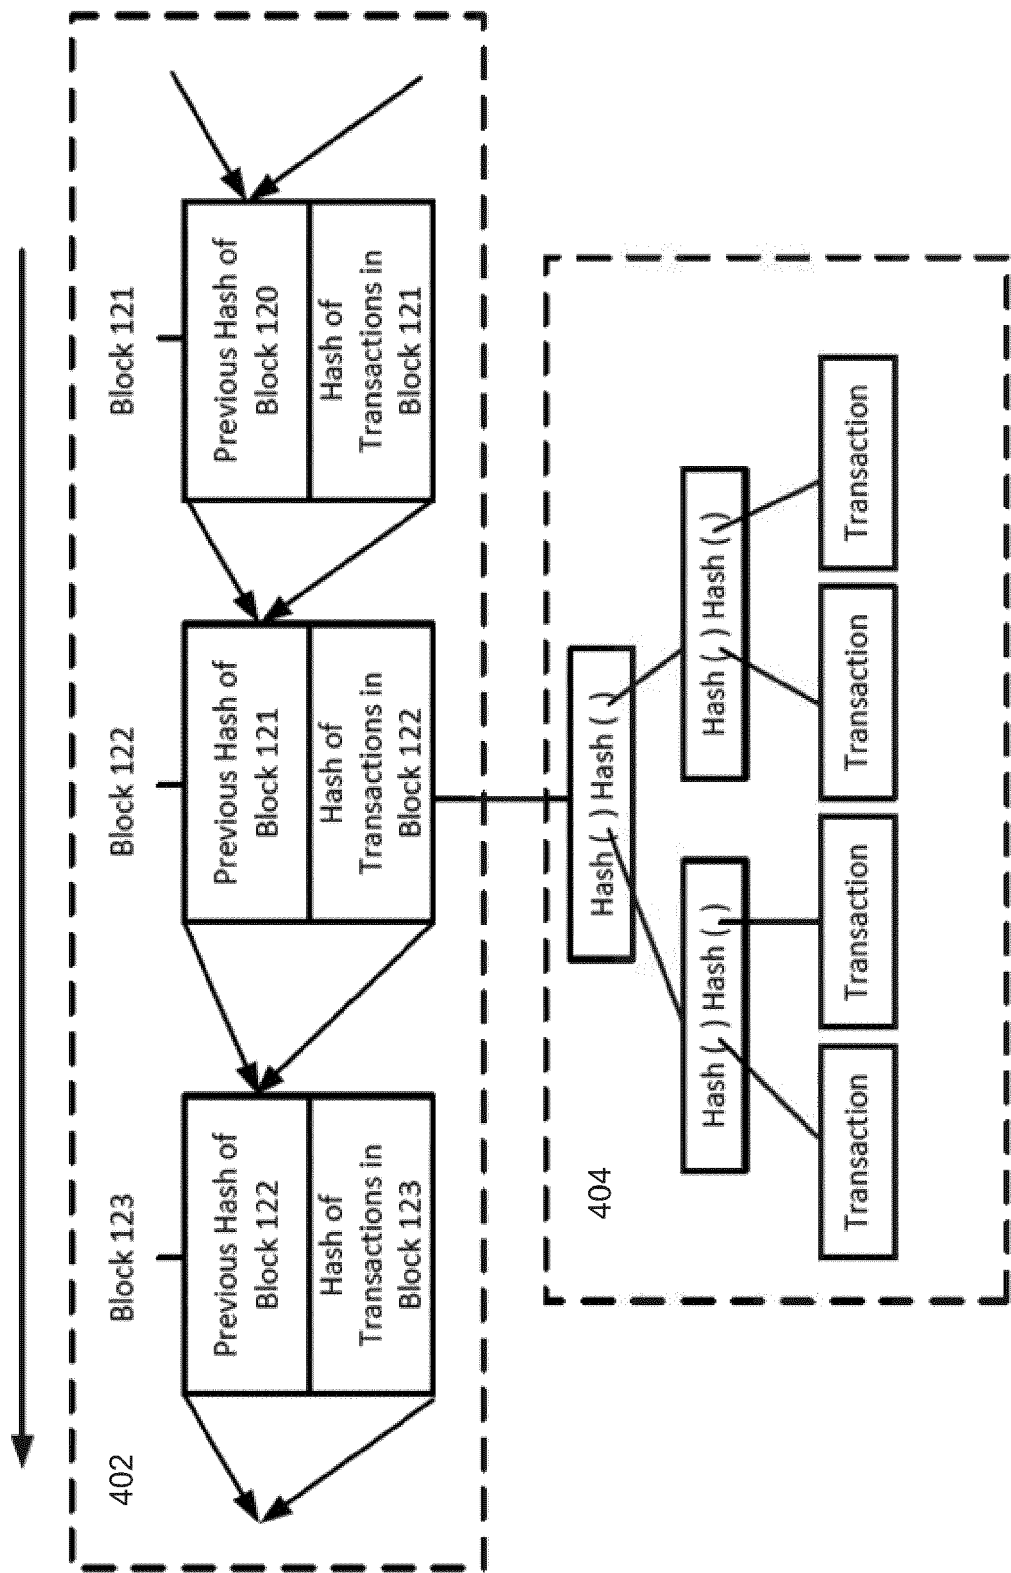 402
Block 123
Block 122
Block 121
Previous Hash of
Block 122
Hash of
Transactions in
Block 123
Previous Hash of
Block 121
Hash of
Transactions in
Block 122
Previous Hash of
Block 120
Hash of
Transactions in
Block 121
404
Hash ( , ) Hash ( , )
Hash ( , ) Hash ( , )
Hash ( , ) Hash ( , )
Transaction
Transaction
Transaction
Transaction